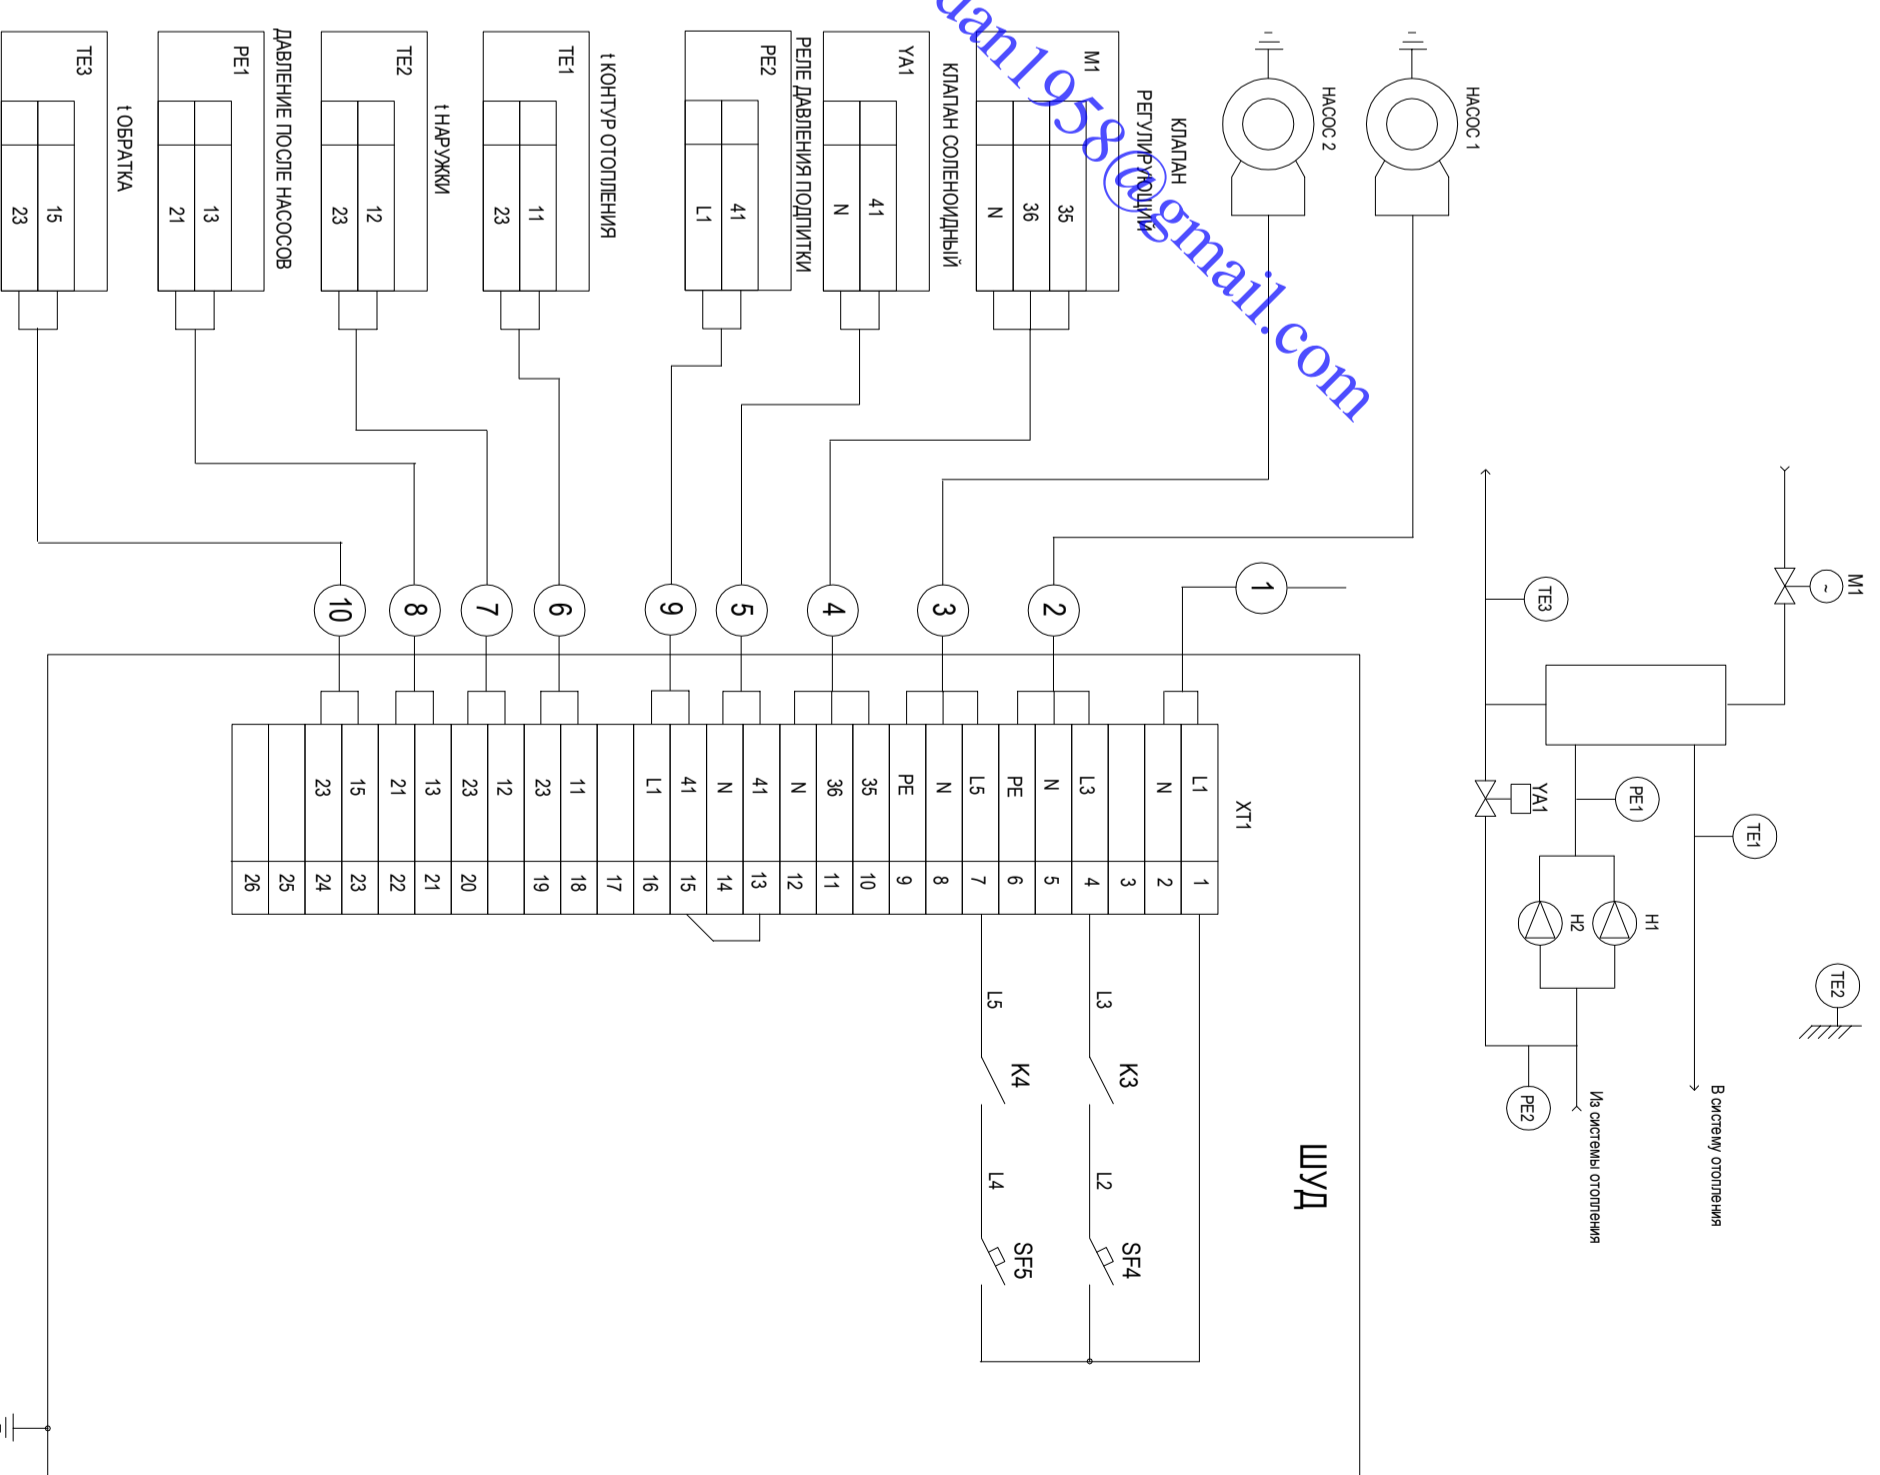 M1
~
TE2
TE1
В систему отопления
PE1
H1
Из системы отопления
H2
TE3
YA1
PE2
НАСОС 1
НАСОС 2
КЛАПАН
РЕГУЛИРУЮЩИЙ
M1
35
36
N
КЛАПАН СОЛЕНОИДНЫЙ
YA1
41
N
РЕЛЕ ДАВЛЕНИЯ ПОДПИТКИ
PE2
41
L1
t КОНТУР ОТОПЛЕНИЯ
TE1
11
23
t НАРУЖКИ
TE2
12
23
ДАВЛЕНИЕ ПОСЛЕ НАСОСОВ
PE1
13
21
t ОБРАТКА
TE3
15
23
1
2
3
4
5
9
6
7
8
10
ШУД
XT1
L1 1
N 2
3
L3 4
N 5
PE 6
L5 7
N 8
PE 9
35 10
36 11
N 12
41 13
N 14
41 15
L1 16
17
11 18
23 19
12
23 20
13 21
21 22
15 23
23 24
25
26
L3 K3 L2 SF4
L5 K4 L4 SF5
dan1958@gmail.com